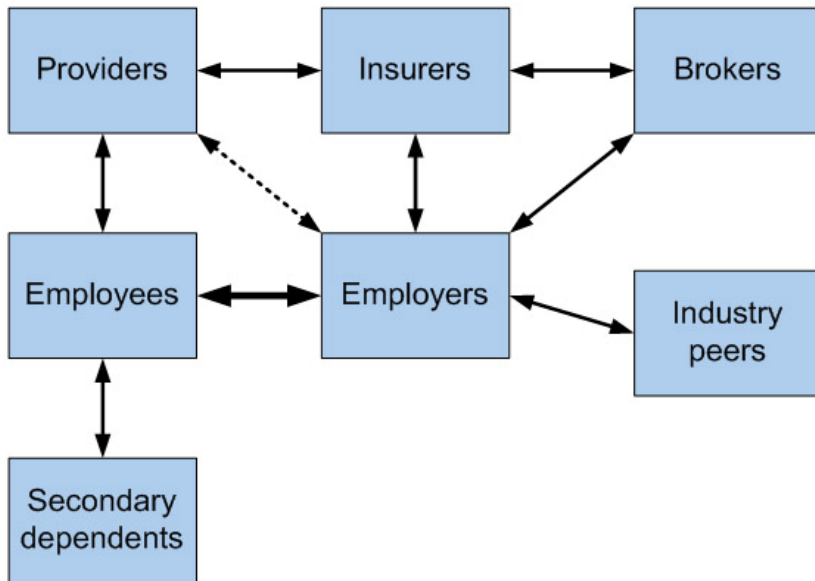 Providers
Insurers
Brokers
Employees
Employers
Industry
peers
Secondary
dependents